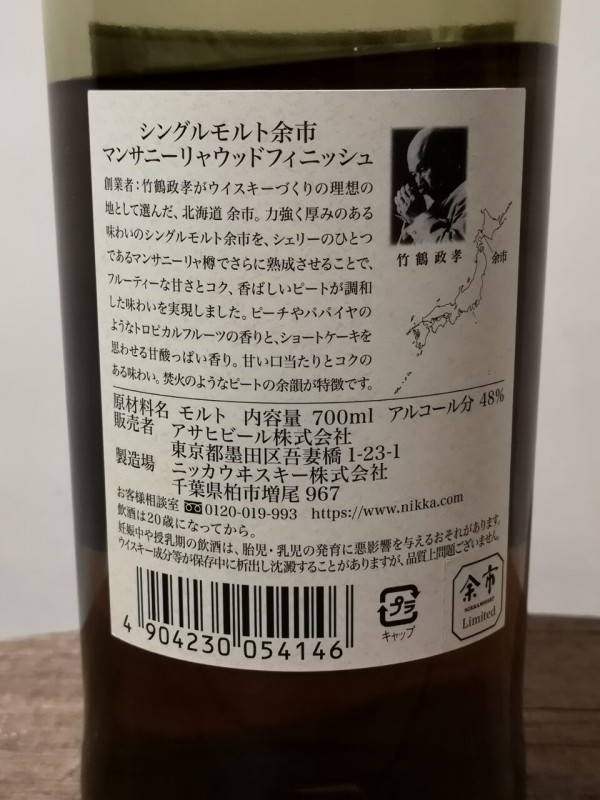 シングルモルト余市
マンサニーリャウッドフィニッシュ
創業者:竹鶴政孝がウイスキーづくりの理想の
地として選んだ、北海道 余市。力強く厚みのある
味わいのシングルモルト余市を、シェリーのひとつ
であるマンサニーリャ樽でさらに熟成させることで、
フルーティーな甘さとコク、香ばしいピートが調和
した味わいを実現しました。ピーチやパパイヤの
ようなトロピカルフルーツの香りと、ショートケーキを
思わせる甘酸っぱい香り。甘い口当たりとコクの
ある味わい。焚火のようなピートの余韻が特徴です。
竹鶴政孝
余市
原材料名 モルト 内容量 700ml アルコール分 48%
販売者 アサヒビール株式会社
東京都墨田区吾妻橋 1-23-1
製造場 ニッカウヰスキー株式会社
千葉県柏市増尾 967
お客様相談室 0120-019-993 https://www.nikka.com
飲酒は20歳になってから。
妊娠中や授乳期の飲酒は、胎児・乳児の発育に悪影響を与えるおそれがあります。
ウイスキー成分等が保存中に析出し沈澱することがありますが、品質上問題ございません。
4 904230 054146
プラ
キャップ
余市
NIKKA WHISKY
Limited